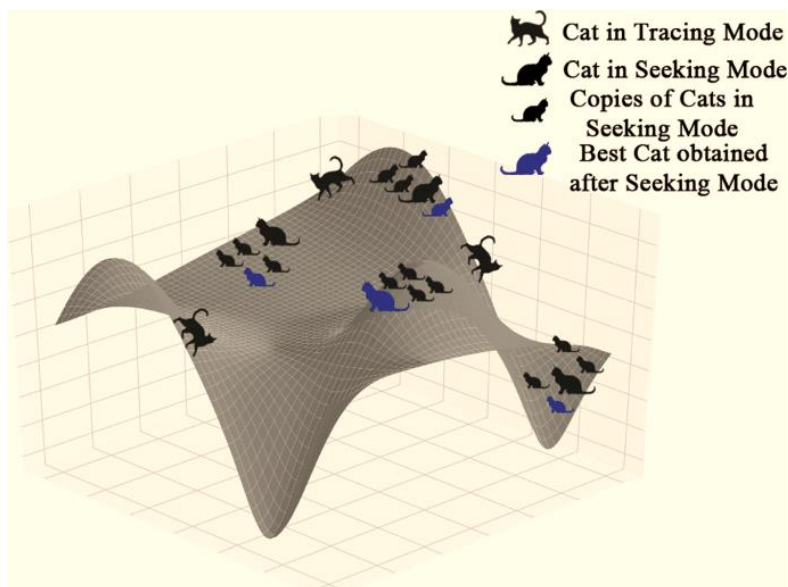 Cat in Tracing Mode
Cat in Seeking Mode
Copies of Cats in
Seeking Mode
Best Cat obtained
after Seeking Mode